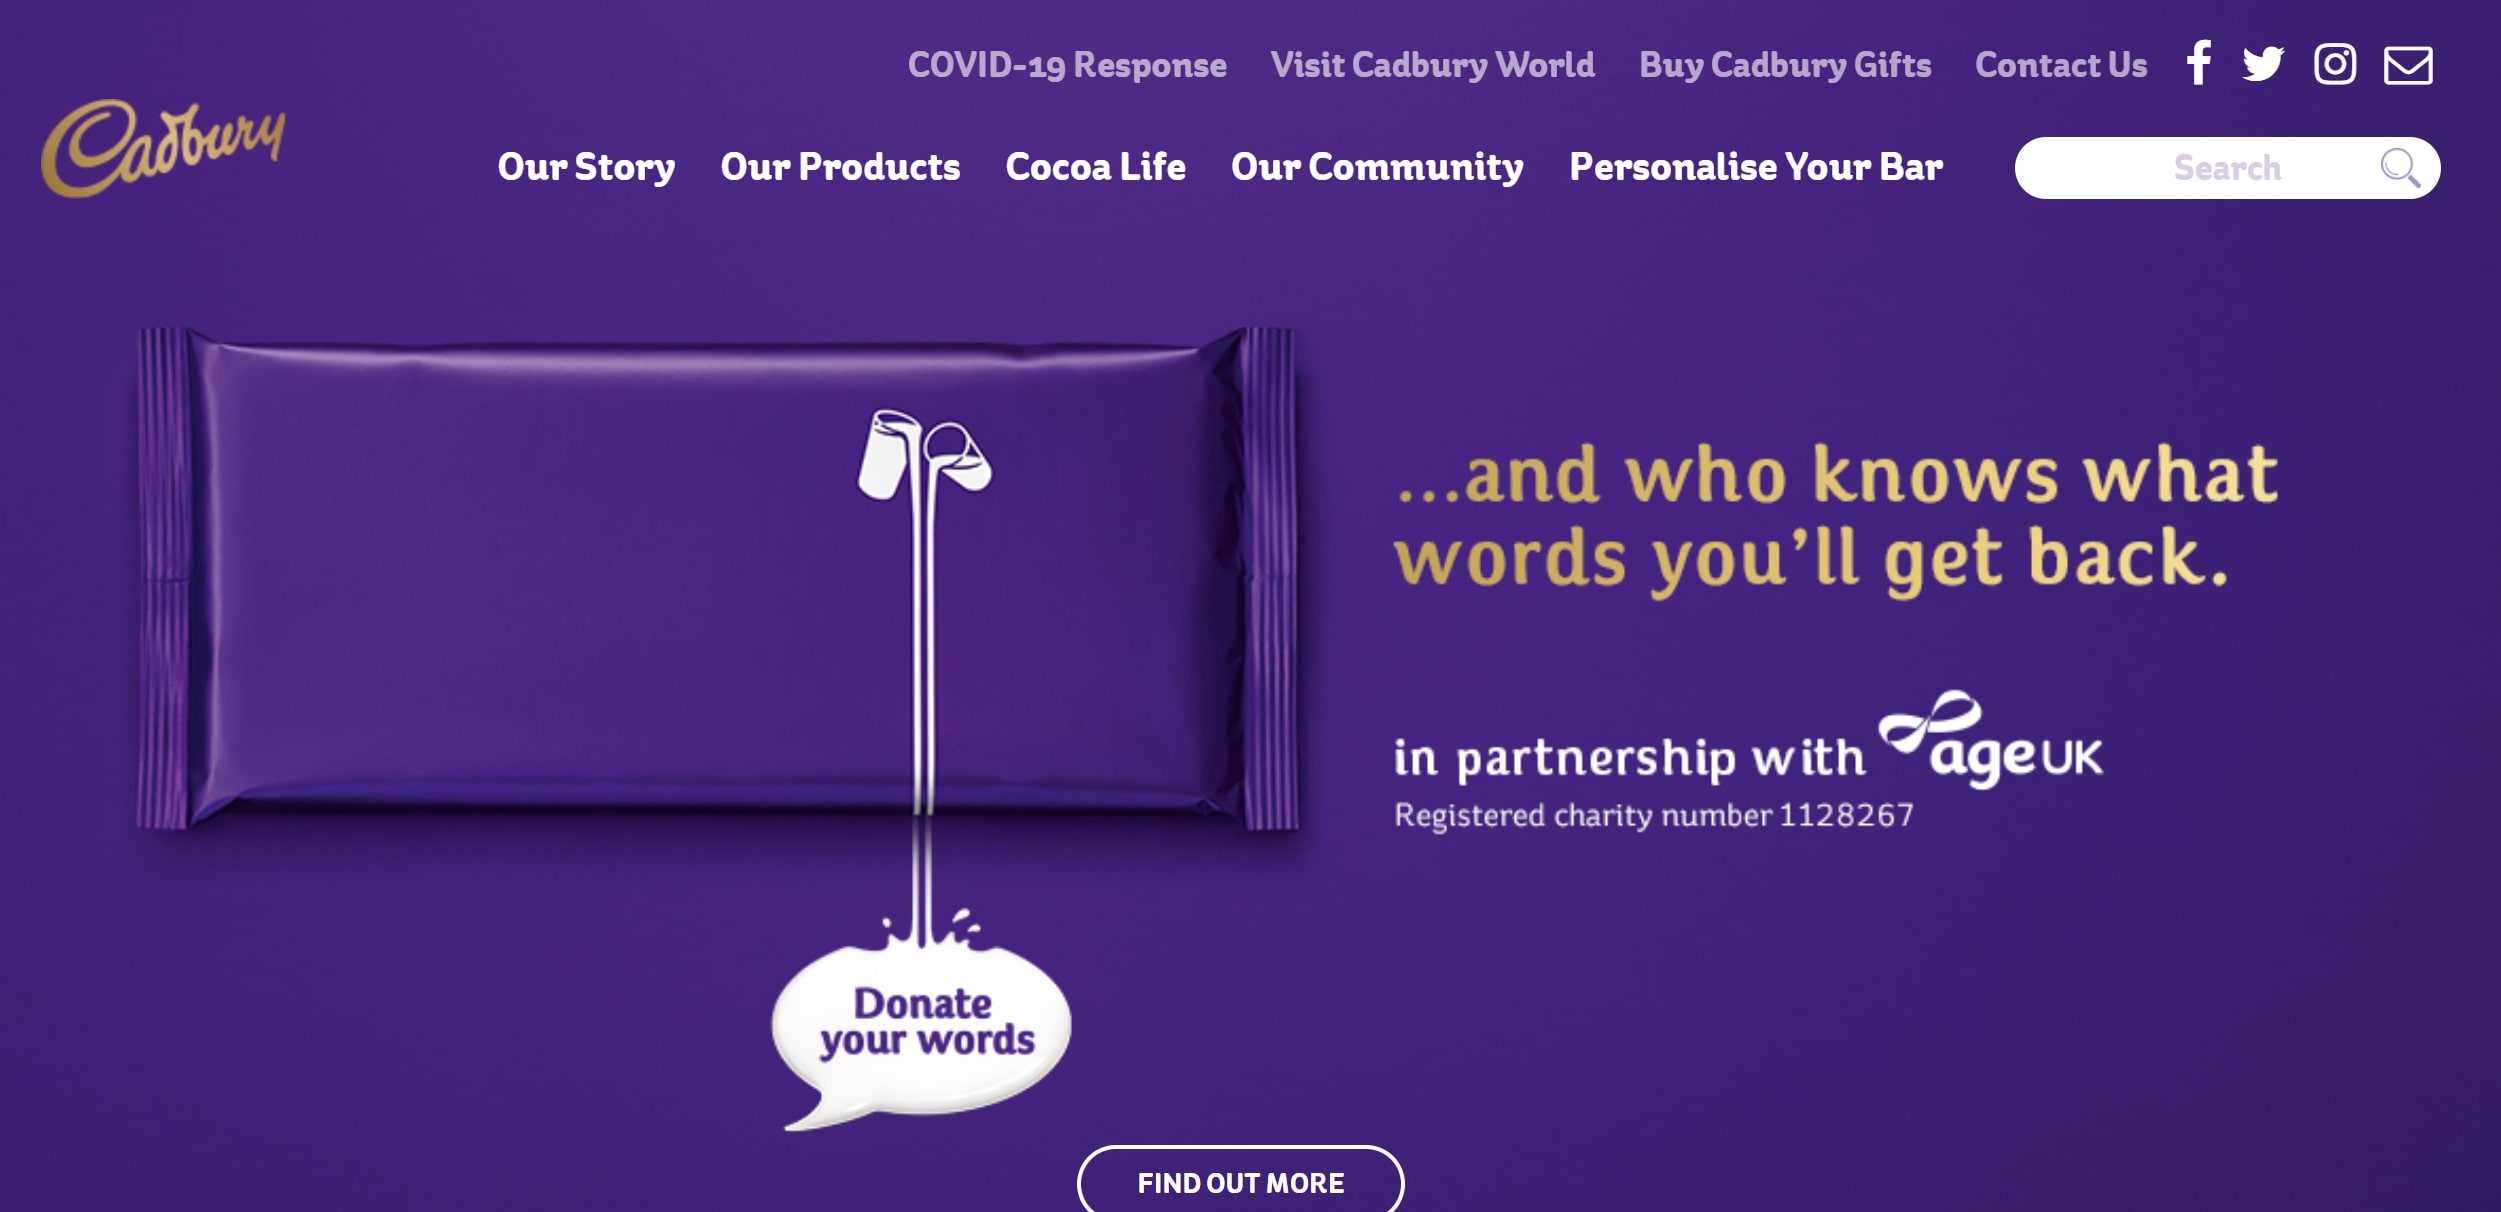 COVID-19 Response Visit Cadbury World Buy Cadbury Gifts Contact Us
Cadbury
Our Story Our Products Cocoa Life Our Community Personalise Your Bar Search
...and who knows what
words you'll get back.
in partnership with age UK
Registered charity number 1128267
Donate
your words
FIND OUT MORE